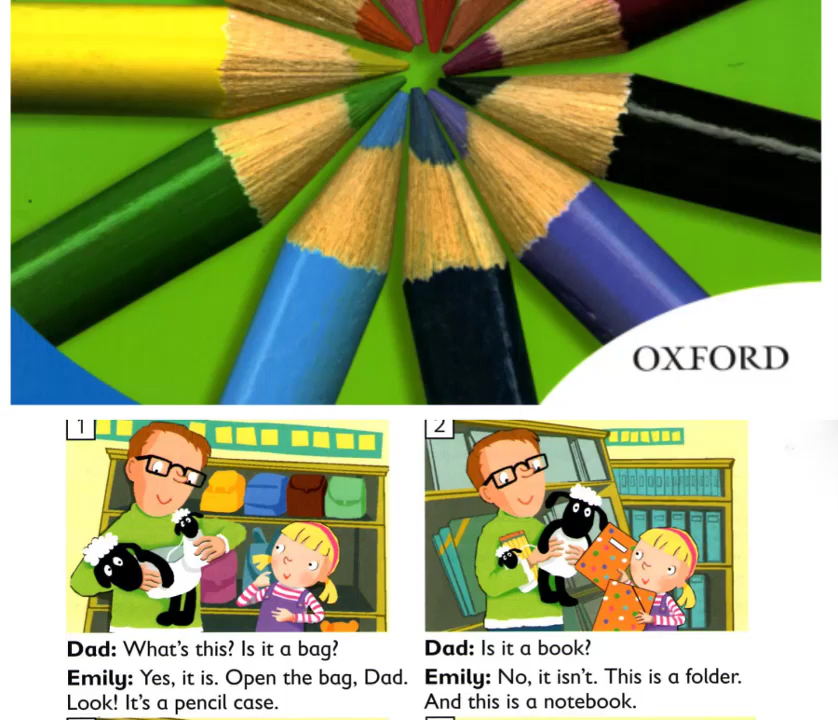 OXFORD
1
2
Dad: What's this? Is it a bag?
Emily: Yes, it is. Open the bag, Dad.
Look! It's a pencil case.
Dad: Is it a book?
Emily: No, it isn't. This is a folder.
And this is a notebook.